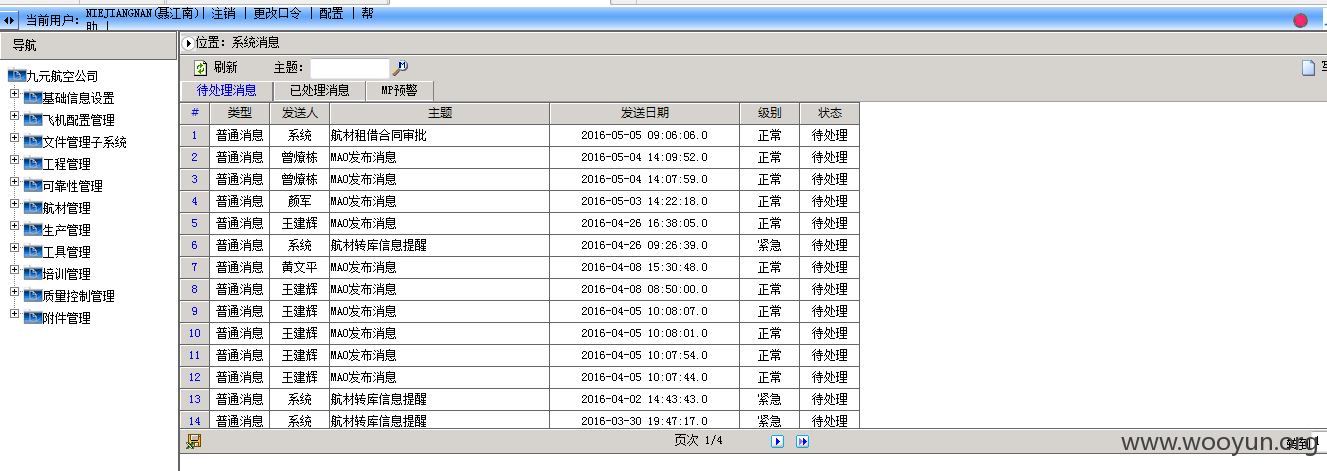 当前用户: NIEJIANGNAN(聂江南)| 注销 | 更改口令 | 配置 | 帮
助 |
导航
九元航空公司
基础信息设置
飞机配置管理
文件管理子系统
工程管理
可靠性管理
航材管理
生产管理
工具管理
培训管理
质量控制管理
附件管理
位置: 系统消息
刷新 主题:
待处理消息 已处理消息 MP预警
# 类型 发送人 主题 发送日期 级别 状态
1 普通消息 系统 航材租借合同审批 2016-05-05 09:06:06.0 正常 待处理
2 普通消息 曾燎栋 MAO发布消息 2016-05-04 14:09:52.0 正常 待处理
3 普通消息 曾燎栋 MAO发布消息 2016-05-04 14:07:59.0 正常 待处理
4 普通消息 颜军 MAO发布消息 2016-05-03 14:22:18.0 正常 待处理
5 普通消息 王建辉 MAO发布消息 2016-04-26 16:38:05.0 正常 待处理
6 普通消息 系统 航材转库信息提醒 2016-04-26 09:26:39.0 紧急 待处理
7 普通消息 黄文平 MAO发布消息 2016-04-08 15:30:48.0 正常 待处理
8 普通消息 王建辉 MAO发布消息 2016-04-08 08:50:00.0 正常 待处理
9 普通消息 王建辉 MAO发布消息 2016-04-05 10:08:07.0 正常 待处理
10 普通消息 王建辉 MAO发布消息 2016-04-05 10:08:01.0 正常 待处理
11 普通消息 王建辉 MAO发布消息 2016-04-05 10:07:54.0 正常 待处理
12 普通消息 王建辉 MAO发布消息 2016-04-05 10:07:44.0 正常 待处理
13 普通消息 系统 航材转库信息提醒 2016-04-02 14:43:43.0 紧急 待处理
14 普通消息 系统 航材转库信息提醒 2016-03-30 19:47:17.0 紧急 待处理
页次 1/4
www.wooyun.org